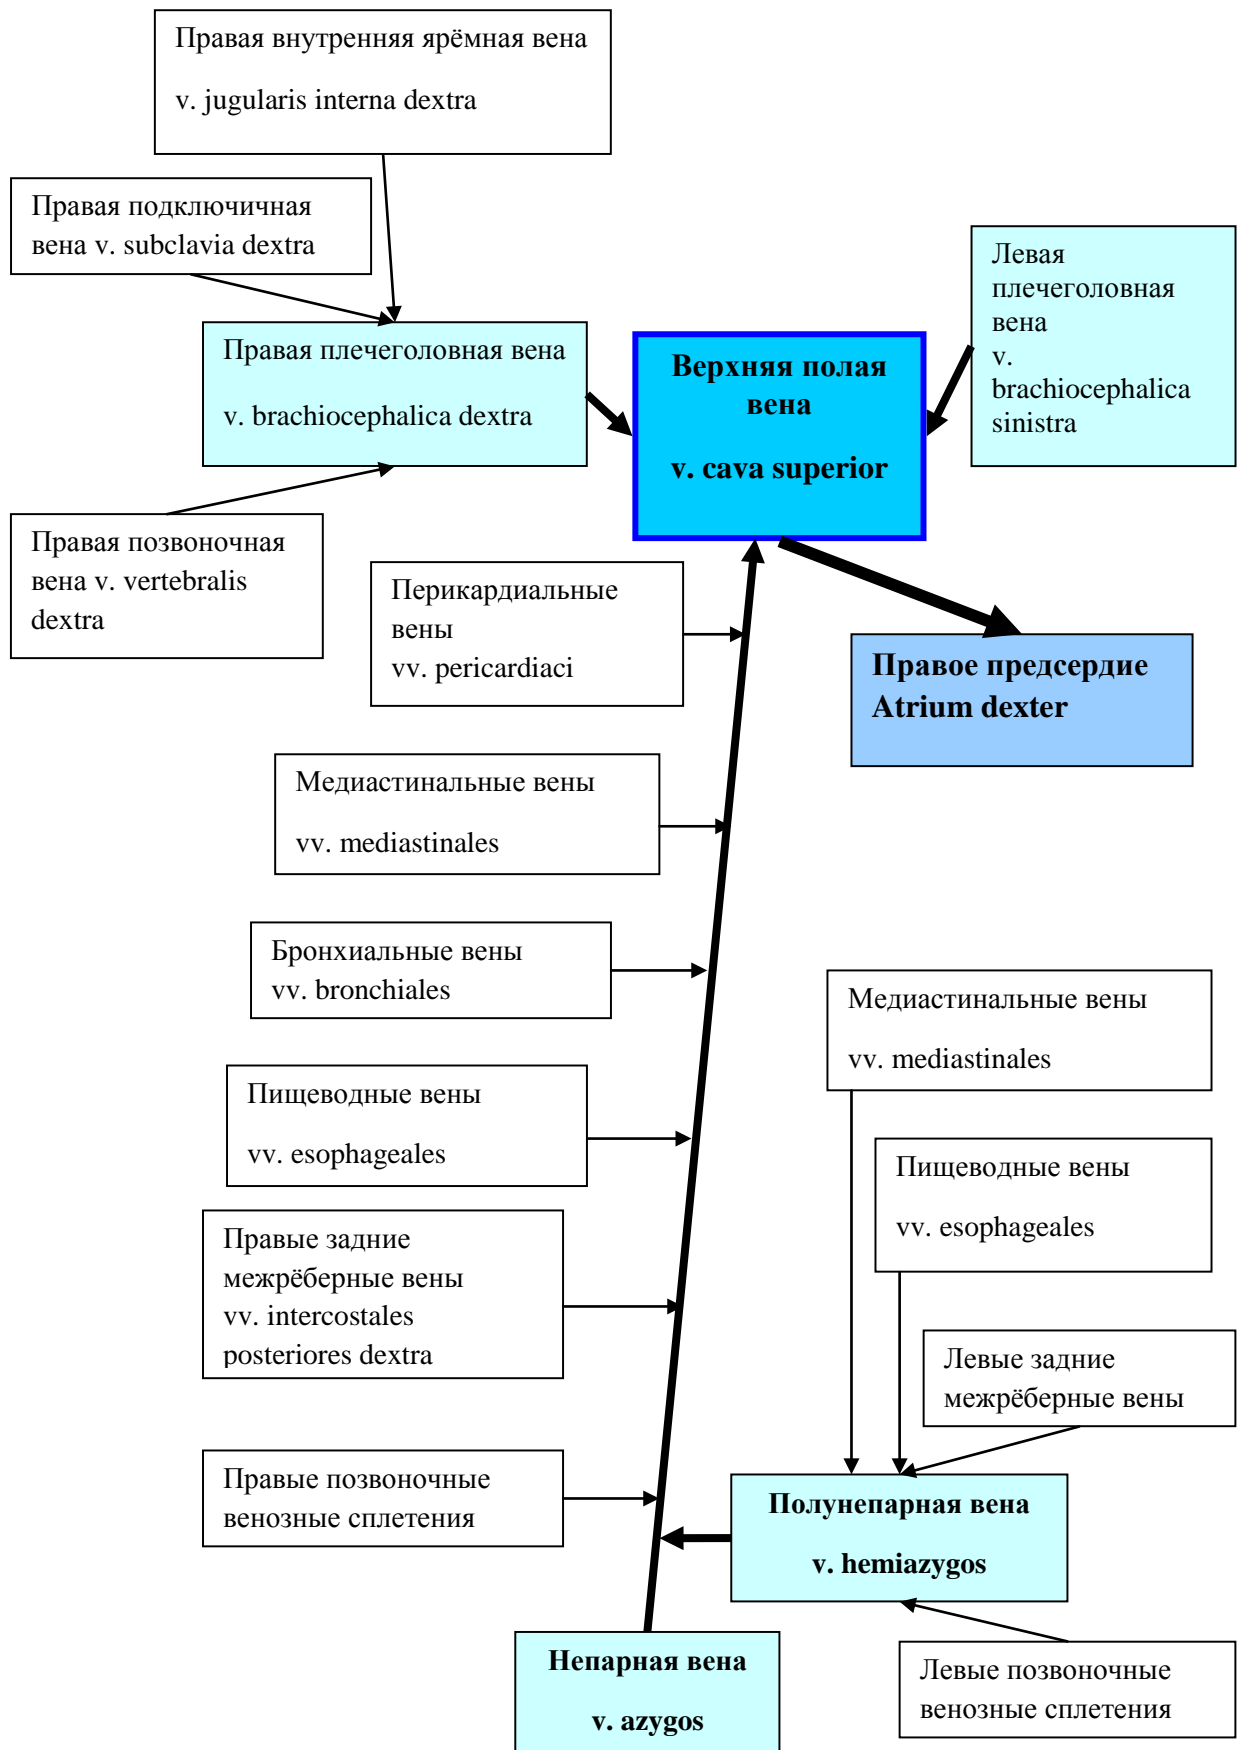 Правая внутренняя ярёмная вена
v. jugularis interna dextra
Правая подключичная
вена v. subclavia dextra
Левая
плечеголовная
вена
v.
brachiocephalica
sinistra
Правая плечеголовная вена
v. brachiocephalica dextra
Верхняя полая
вена
v. cava superior
Правая позвоночная
вена v. vertebralis
dextra
Перикардиальные
вены
vv. pericardiaci
Правое предсердие
Atrium dexter
Медиастинальные вены
vv. mediastinales
Бронхиальные вены
vv. bronchiales
Медиастинальные вены
vv. mediastinales
Пищеводные вены
vv. esophageales
Пищеводные вены
vv. esophageales
Правые задние
межрёберные вены
vv. intercostales
posteriores dextra
Левые задние
межрёберные вены
Правые позвоночные
венозные сплетения
Полунепарная вена
v. hemiazygos
Непарная вена
v. azygos
Левые позвоночные
венозные сплетения